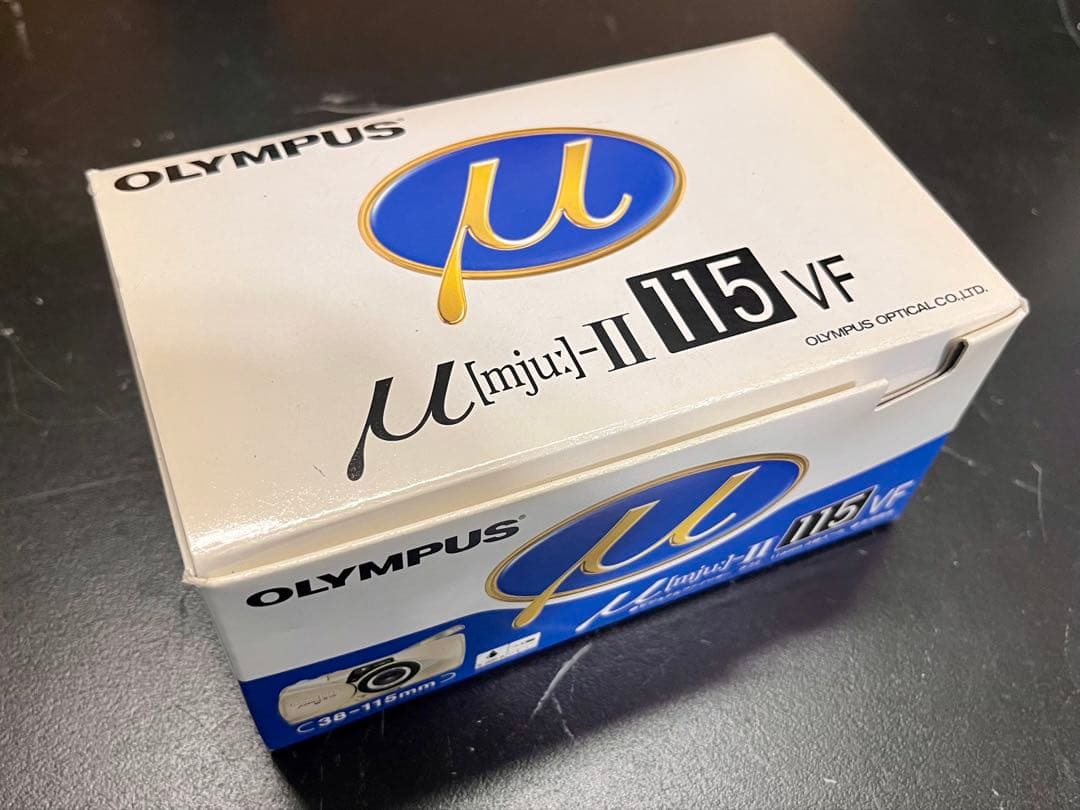 OLYMPUS®
μ
μ[mju:]-II 115 VF
OLYMPUS OPTICAL CO.,LTD.
OLYMPUS®
μ
μ[mju:]-II 115 VF
38-115mm